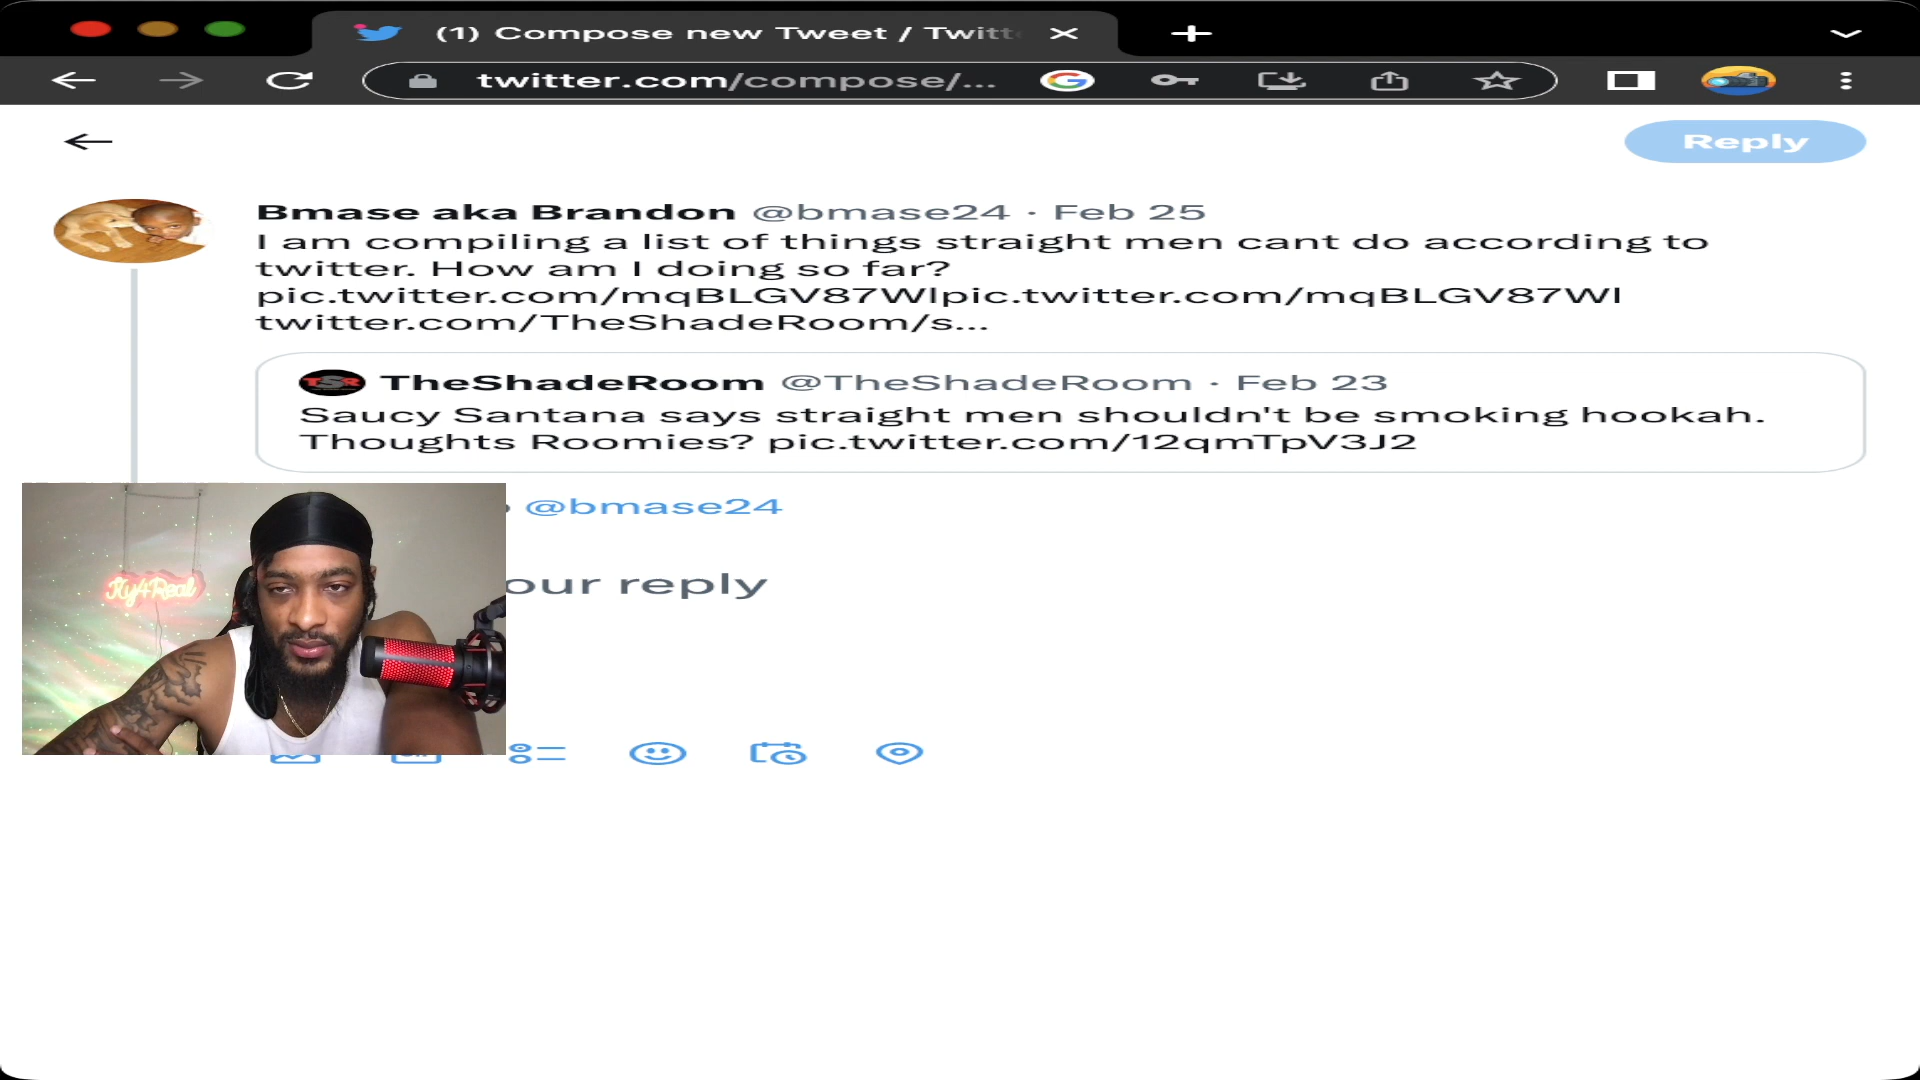 (1) Compose new Tweet / Twitt
twitter.com/compose/...
Reply
Bmase aka Brandon @bmase24 · Feb 25
I am compiling a list of things straight men cant do according to
twitter. How am I doing so far?
pic.twitter.com/mqBLGV87WIpic.twitter.com/mqBLGV87WI
twitter.com/TheShadeRoom/s...
TSR
TheShadeRoom @TheShadeRoom · Feb 23
Saucy Santana says straight men shouldn't be smoking hookah.
Thoughts Roomies? pic.twitter.com/12qmTpV3J2
@bmase24
our reply